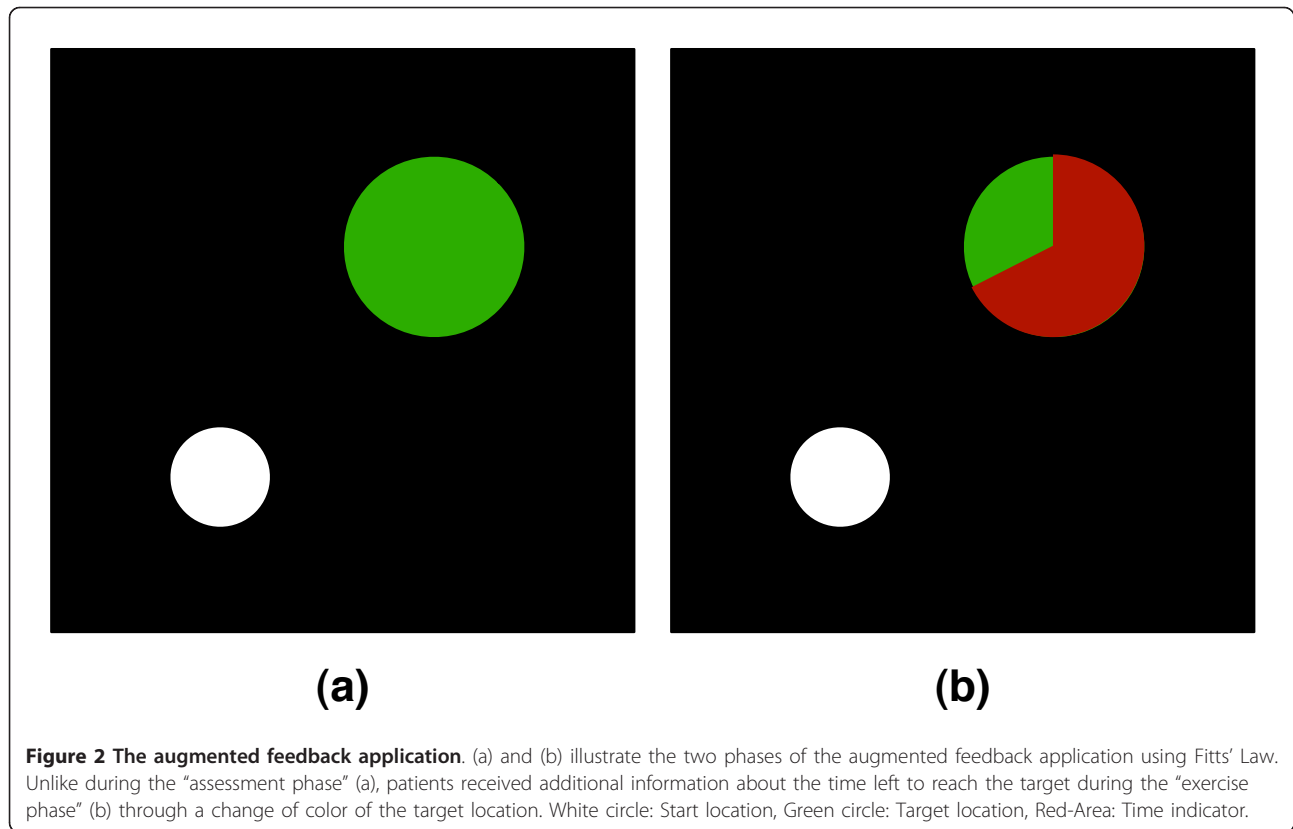 (a) (b)
Figure 2 The augmented feedback application. (a) and (b) illustrate the two phases of the augmented feedback application using Fitts’ Law.
Unlike during the “assessment phase” (a), patients received additional information about the time left to reach the target during the “exercise
phase” (b) through a change of color of the target location. White circle: Start location, Green circle: Target location, Red-Area: Time indicator.